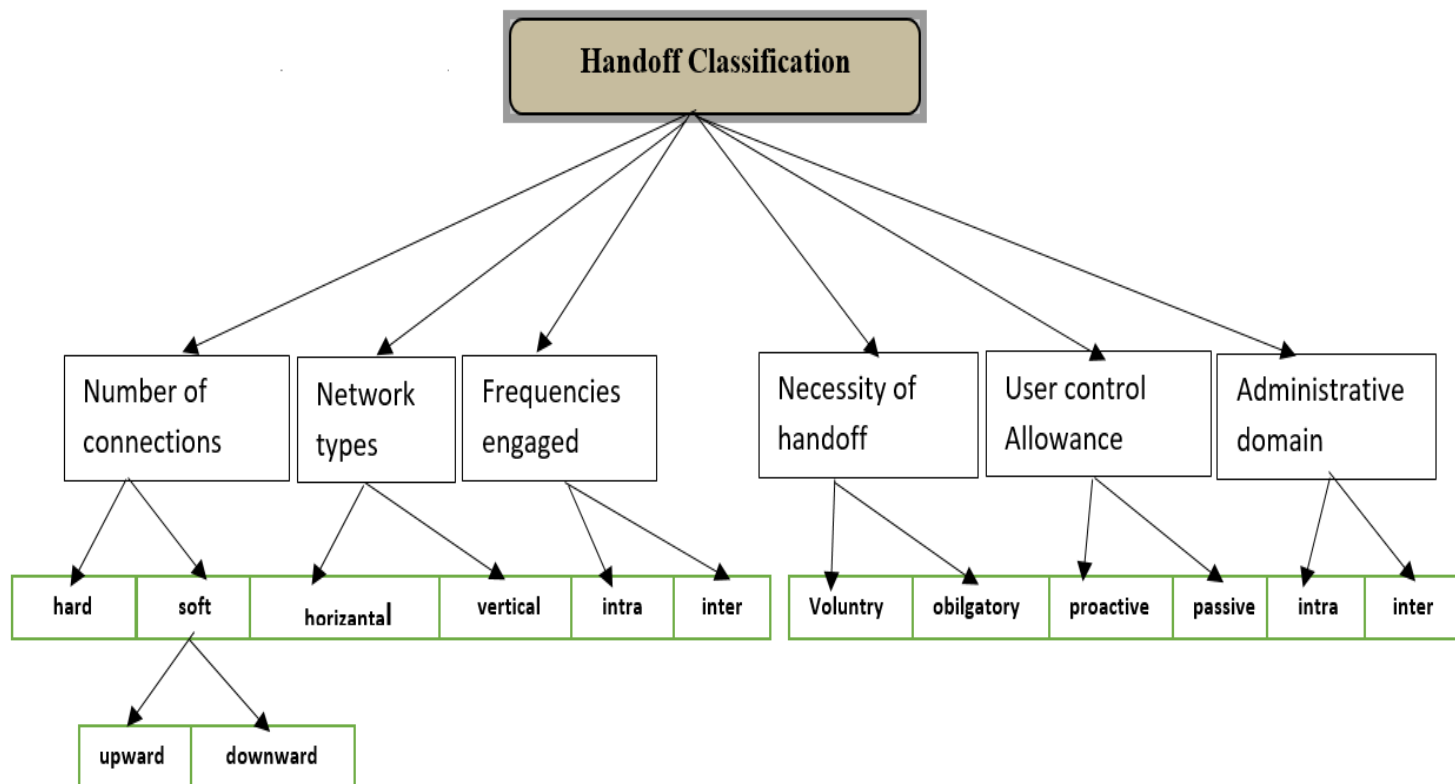 Handoff Classification
Number of
connections
Network
types
Frequencies
engaged
Necessity of
handoff
User control
Allowance
Administrative
domain
hard
soft
horizantal
vertical
intra
inter
Voluntry
obilgatory
proactive
passive
intra
inter
upward
downward